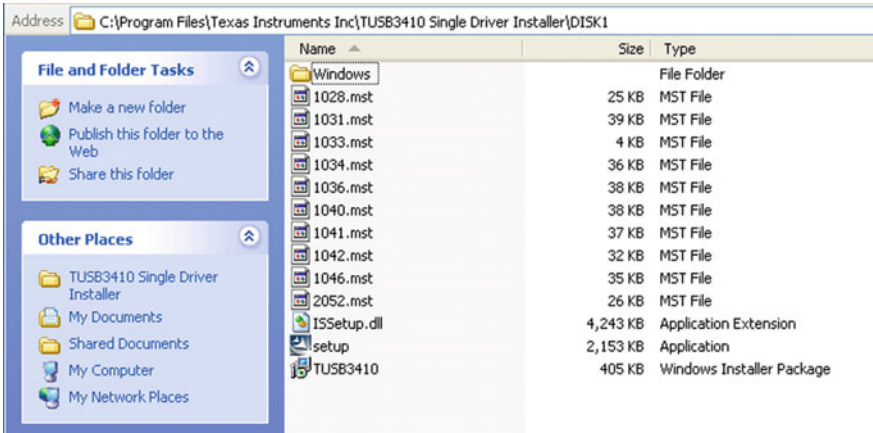 Address C:\Program Files\Texas Instruments Inc\TUSB3410 Single Driver Installer\DISK1
File and Folder Tasks
Make a new folder
Publish this folder to the
Web
Share this folder
Other Places
TUSB3410 Single Driver
Installer
My Documents
Shared Documents
My Computer
My Network Places
Name Size Type
Windows File Folder
1028.mst 25 KB MST File
1031.mst 39 KB MST File
1033.mst 4 KB MST File
1034.mst 36 KB MST File
1036.mst 38 KB MST File
1040.mst 38 KB MST File
1041.mst 37 KB MST File
1042.mst 32 KB MST File
1046.mst 35 KB MST File
2052.mst 26 KB MST File
ISSetup.dll 4,243 KB Application Extension
setup 2,153 KB Application
TUSB3410 405 KB Windows Installer Package